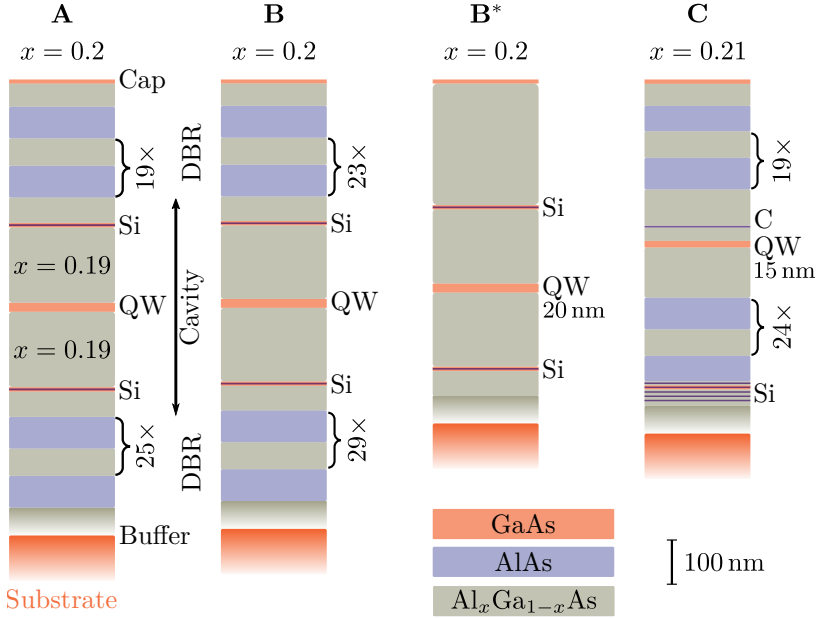 A
B
B*
C
x = 0.2
x = 0.2
x = 0.2
x = 0.21
Cap
DBR
19×
23×
19×
Si
Si
Si
C
x = 0.19
QW
15 nm
Cavity
QW
QW
QW
20 nm
x = 0.19
24×
Si
Si
Si
Si
25×
DBR
29×
Buffer
GaAs
AlAs
100 nm
Substrate
AlxGa1−xAs